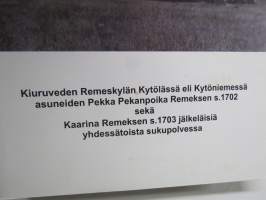 Kiuruveden Remeskylän Kytölässä eli Kytöniemessä
asuneiden Pekka Pekanpoika Remeksen s.1702
sekä
Kaarina Remeksen s.1703 jälkeläisiä
yhdessätoista sukupolvessa